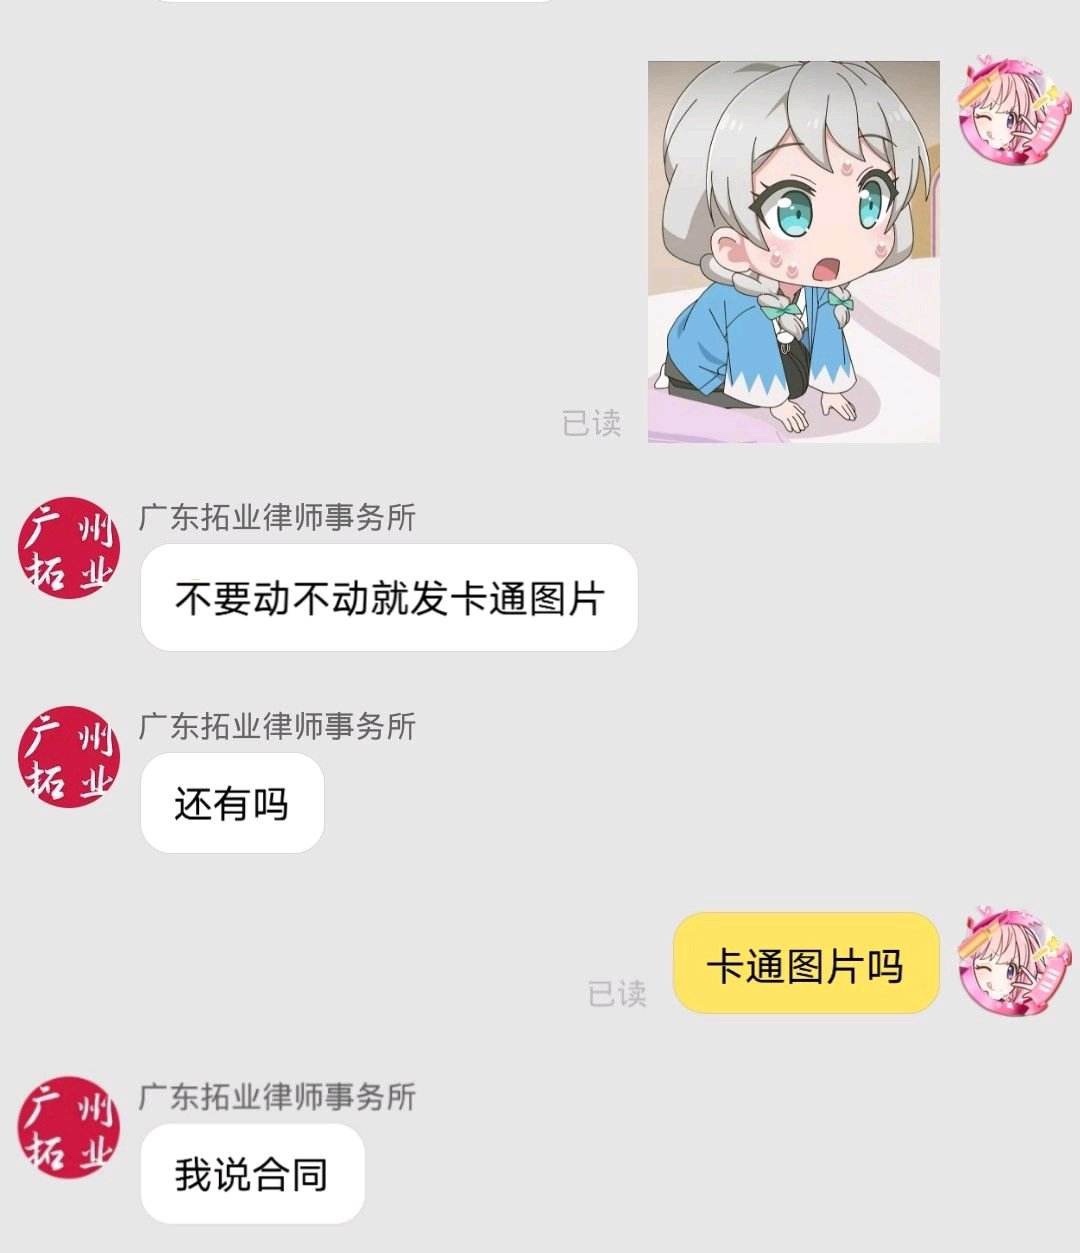 已读
广州
拓业
广东拓业律师事务所
不要动不动就发卡通图片
广州
拓业
广东拓业律师事务所
还有吗
卡通图片吗
已读
广州
拓业
广东拓业律师事务所
我说合同